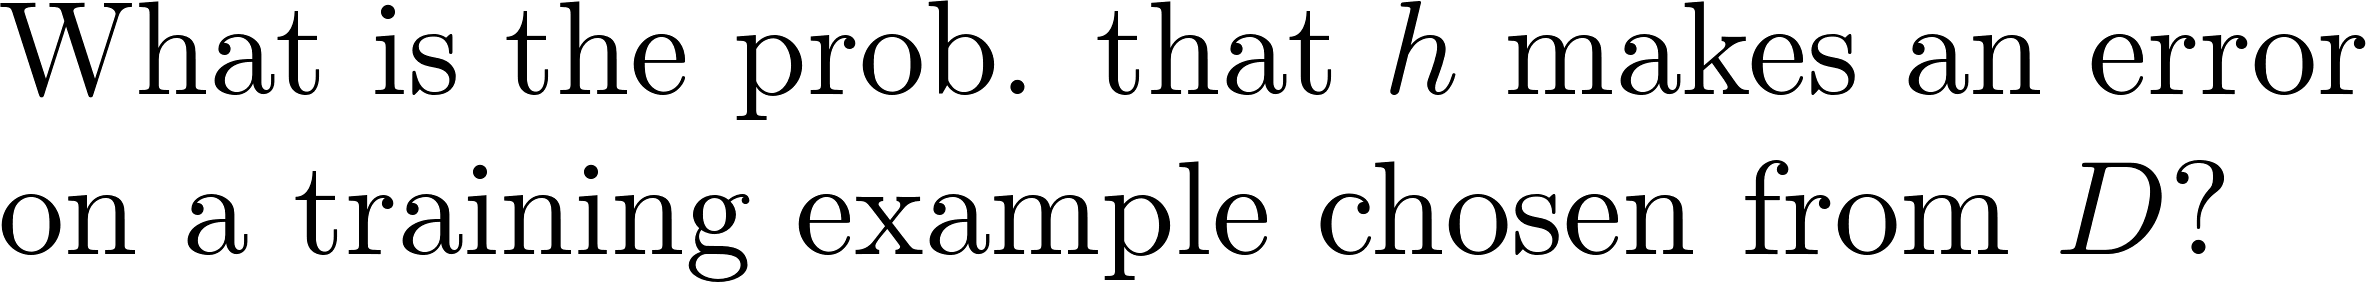 What is the prob. that h makes an error
on a training example chosen from D?